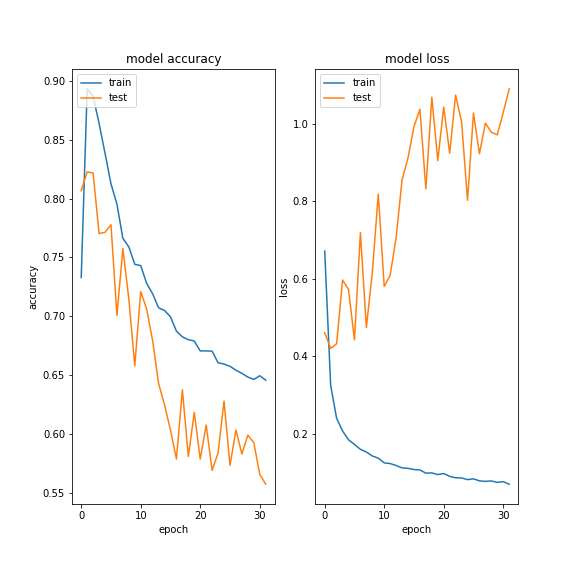 model accuracy
train
test
0.90
0.85
0.80
0.75
0.70
0.65
0.60
0.55
accuracy
0 10 20 30
epoch
model loss
train
test
1.0
0.8
0.6
0.4
0.2
loss
0 10 20 30
epoch